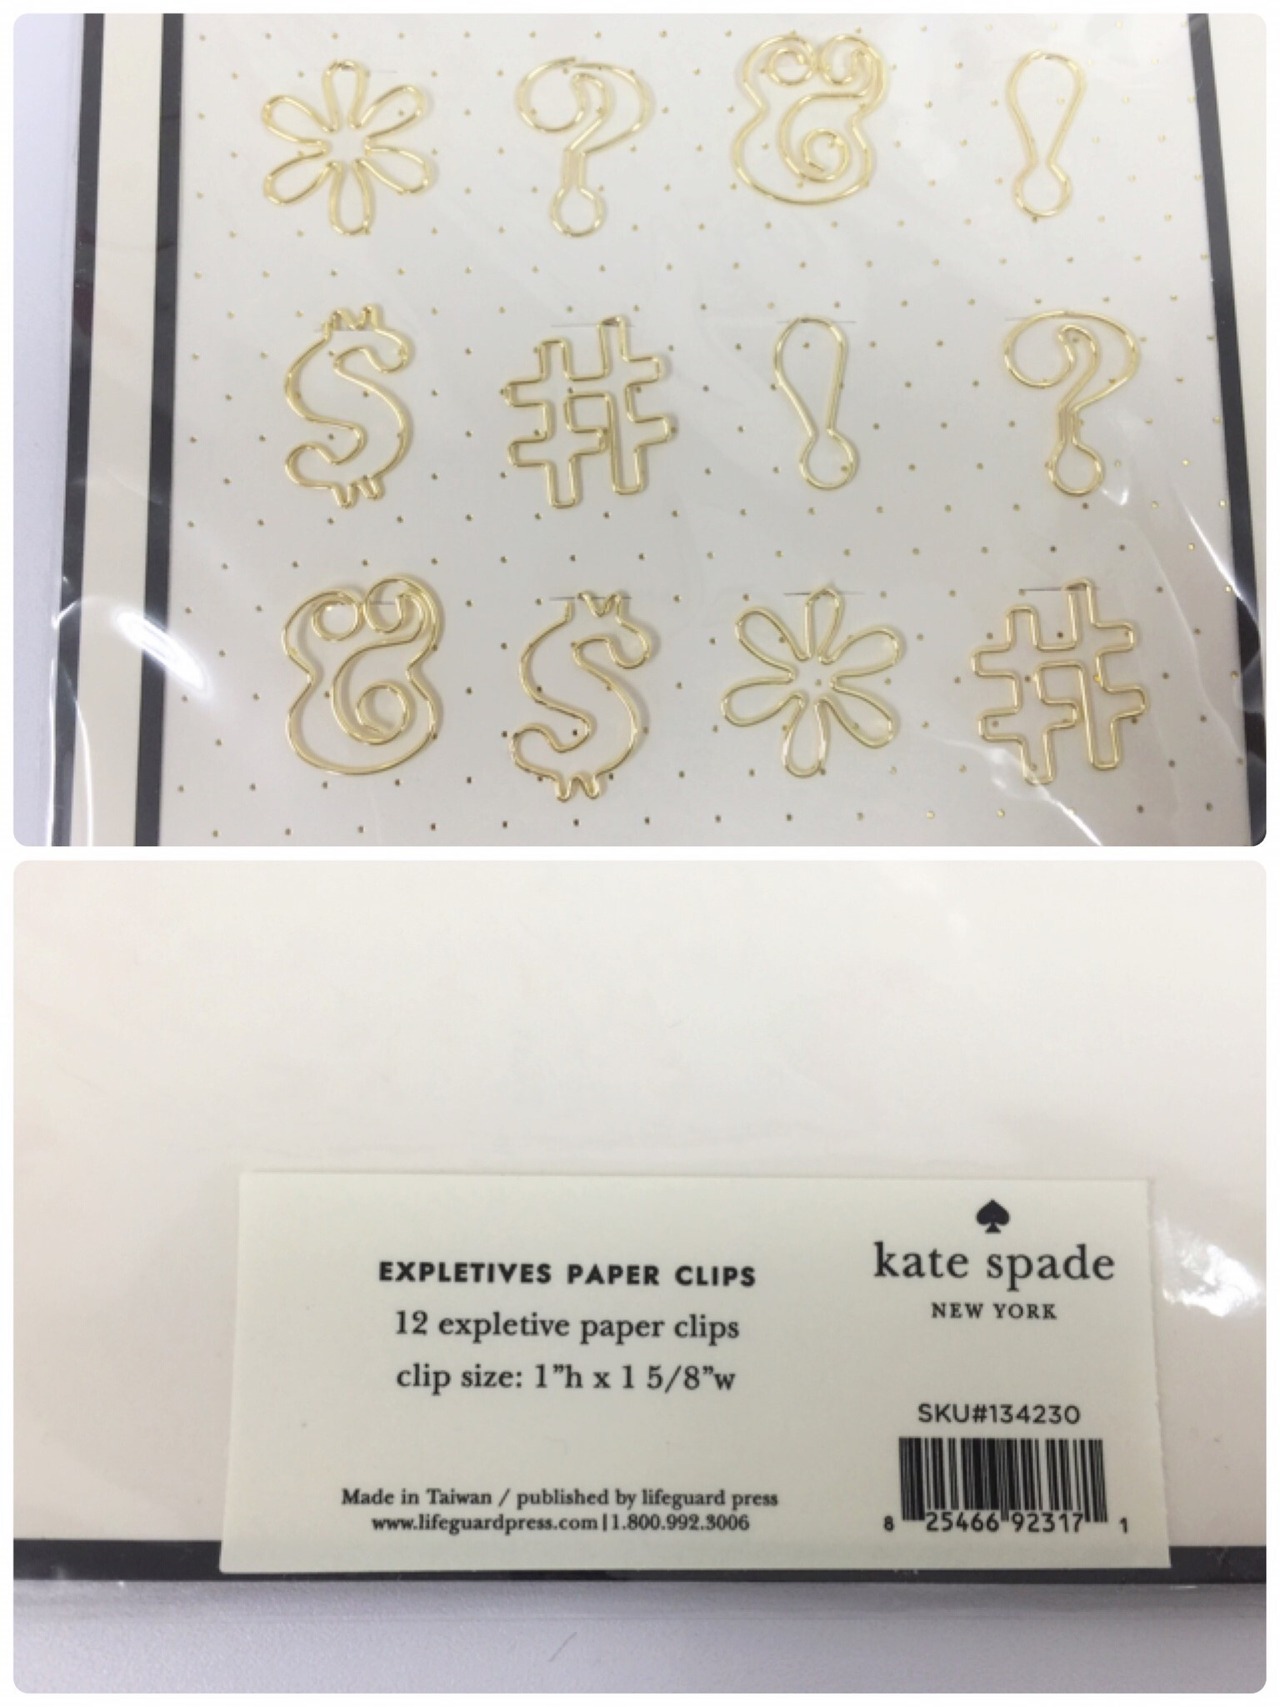 * ? & !
$ # ! ?
& $ * #
EXPLETIVES PAPER CLIPS
12 expletive paper clips
clip size: 1”h x 1 5/8”w
Made in Taiwan / published by lifeguard press
www.lifeguardpress.com|1.800.992.3006
kate spade
NEW YORK
SKU#134230
8 25466 92317 1